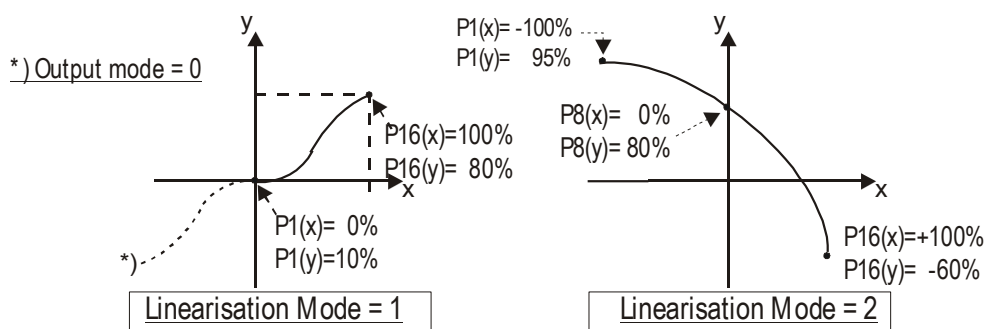 *) Output mode = 0
y
P16(x)=100%
P16(y)= 80%
x
P1(x)= 0%
P1(y)=10%
*)
Linearisation Mode = 1
P1(x)= -100%
P1(y)= 95%
y
P8(x)= 0%
P8(y)= 80%
x
P16(x)=+100%
P16(y)= -60%
Linearisation Mode = 2